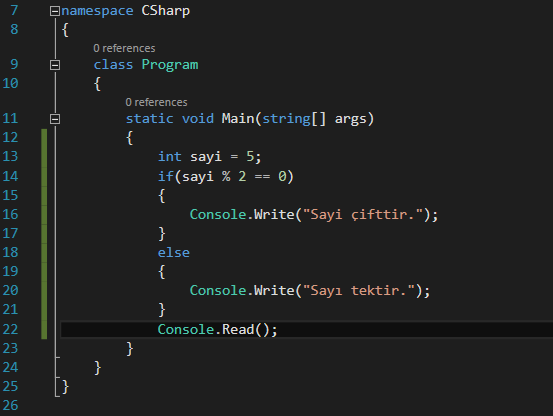 7 namespace CSharp
8 {
0 references
9 class Program
10 {
0 references
11 static void Main(string[] args)
12 {
13 int sayi = 5;
14 if(sayi % 2 == 0)
15 {
16 Console.Write("Sayi çifttir.");
17 }
18 else
19 {
20 Console.Write("Sayı tektir.");
21 }
22 Console.Read();
23 }
24 }
25 }
26